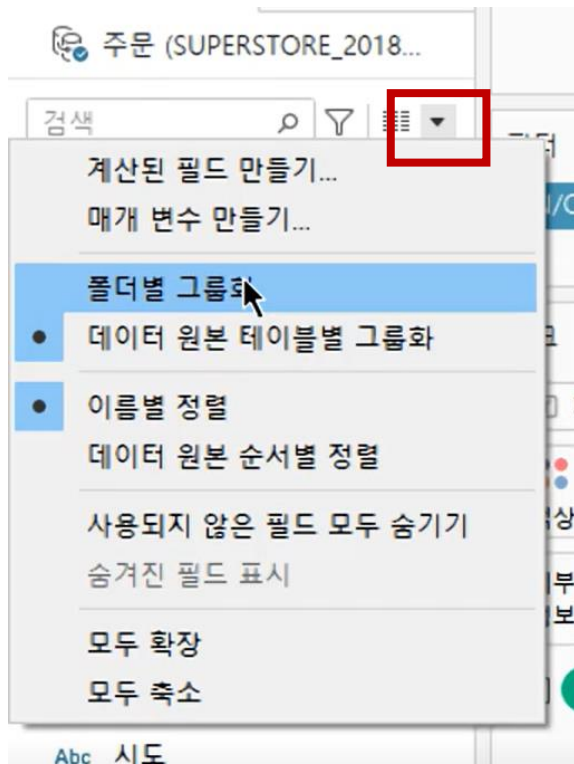 주문 (SUPERSTORE_2018...
검색
계산된 필드 만들기...
매개 변수 만들기...
폴더별 그룹화
데이터 원본 테이블별 그룹화
이름별 정렬
데이터 원본 순서별 정렬
사용되지 않은 필드 모두 숨기기
숨겨진 필드 표시
모두 확장
모두 축소
Abc 시도